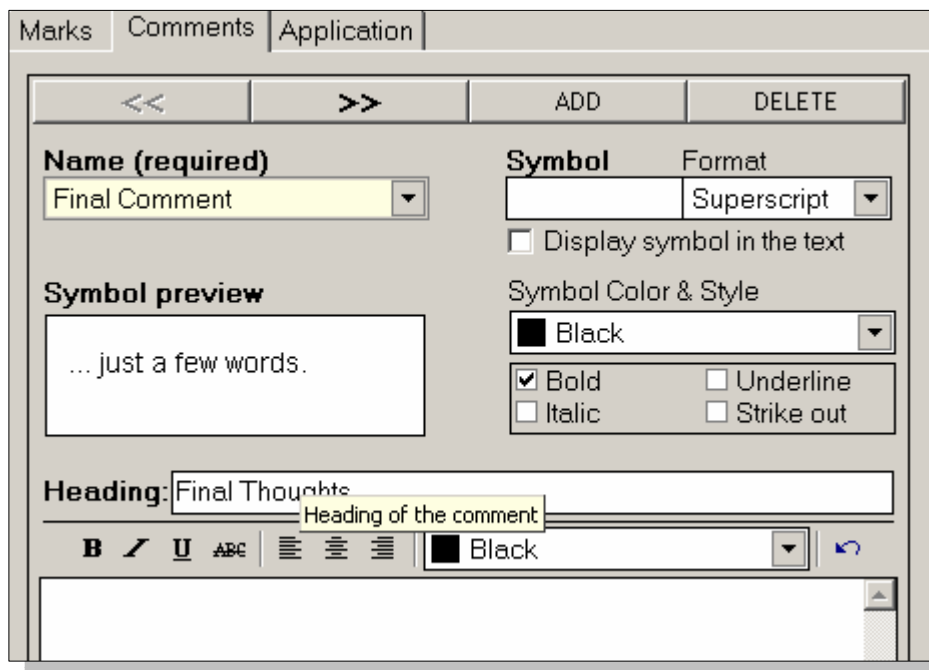 Marks Comments Application
<< >> ADD DELETE
Name (required) Symbol Format
Final Comment Superscript
Display symbol in the text
Symbol preview Symbol Color & Style
Black
... just a few words.
Bold Underline
Italic Strike out
Heading: Final Thoughts
Heading of the comment
B I U ABC Black